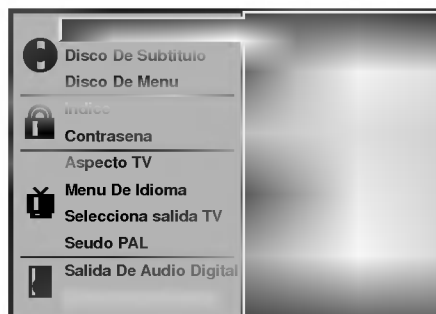 Disco De Subtitulo
Disco De Menu
Indice
Contrasena
Aspecto TV
Menu De Idioma
Selecciona salida TV
Seudo PAL
Salida De Audio Digital